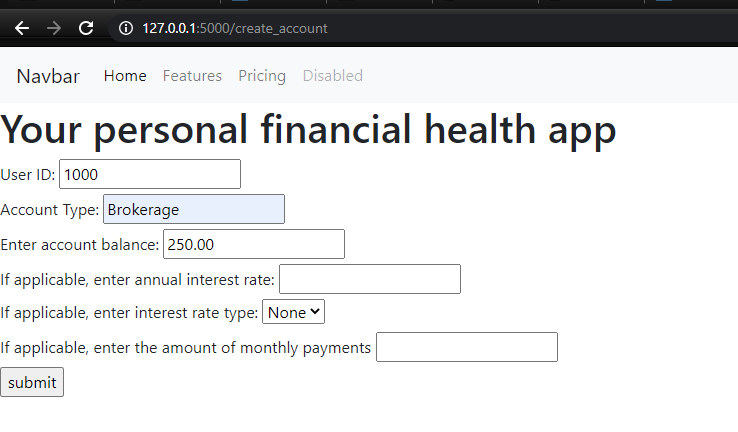 127.0.0.1:5000/create_account
Navbar Home Features Pricing Disabled
Your personal financial health app
User ID: 1000
Account Type: Brokerage
Enter account balance: 250.00
If applicable, enter annual interest rate:
If applicable, enter interest rate type: None
If applicable, enter the amount of monthly payments
submit